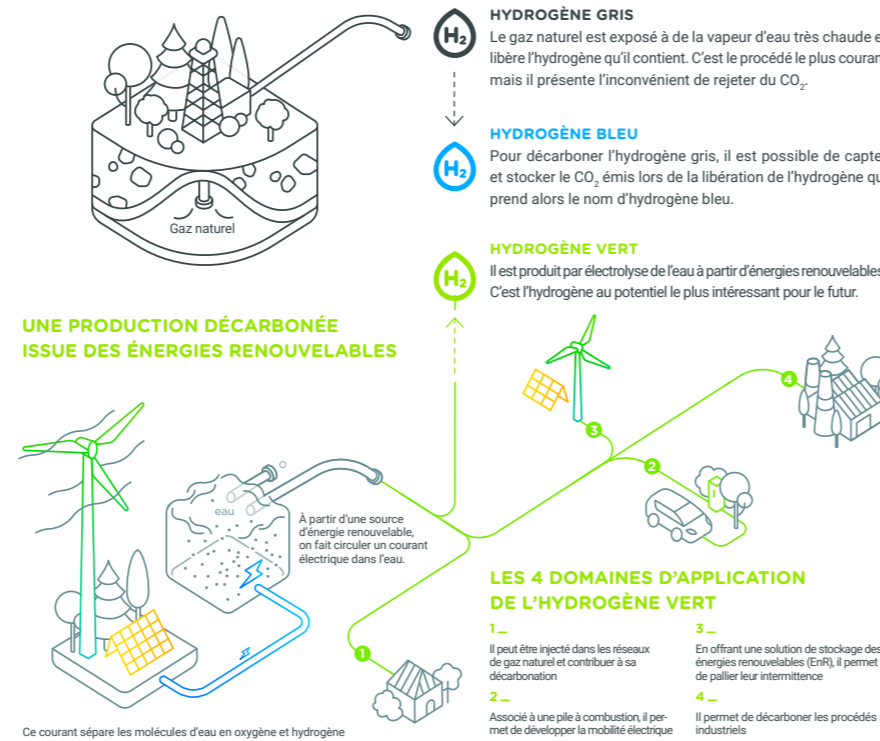 H₂
HYDROGÈNE GRIS
Le gaz naturel est exposé à de la vapeur d'eau très chaude e
libère l'hydrogène qu'il contient. C'est le procédé le plus couran
mais il présente l'inconvénient de rejeter du CO₂.
Gaz naturel
H₂
HYDROGÈNE BLEU
Pour décarboner l'hydrogène gris, il est possible de capte
et stocker le CO₂ émis lors de la libération de l'hydrogène qu
prend alors le nom d'hydrogène bleu.
H₂
HYDROGÈNE VERT
Il est produit par électrolyse de l'eau à partir d'énergies renouvelables
C'est l'hydrogène au potentiel le plus intéressant pour le futur.
UNE PRODUCTION DÉCARBONÉE
ISSUE DES ÉNERGIES RENOUVELABLES
eau
O
À partir d'une source
d'énergie renouvelable,
on fait circuler un courant
électrique dans l'eau.
Ce courant sépare les molécules d'eau en oxygène et hydrogène
1
2
3
4
LES 4 DOMAINES D'APPLICATION
DE L'HYDROGÈNE VERT
1_
Il peut être injecté dans les réseaux
de gaz naturel et contribuer à sa
décarbonation
2_
Associé à une pile à combustion, il per-
met de développer la mobilité électrique
3_
En offrant une solution de stockage des
énergies renouvelables (EnR), il permet
de pallier leur intermittence
4_
Il permet de décarboner les procédés
industriels